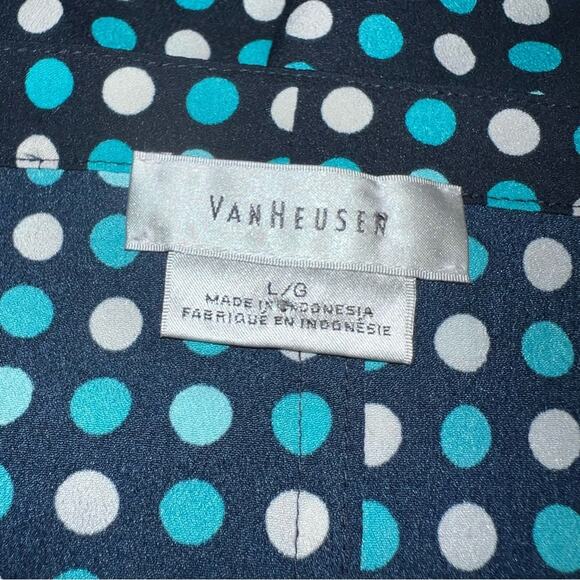 VANHEUSEN
L/G
MADE IN INDONESIA
FABRIQUÉ EN INDONÉSIE